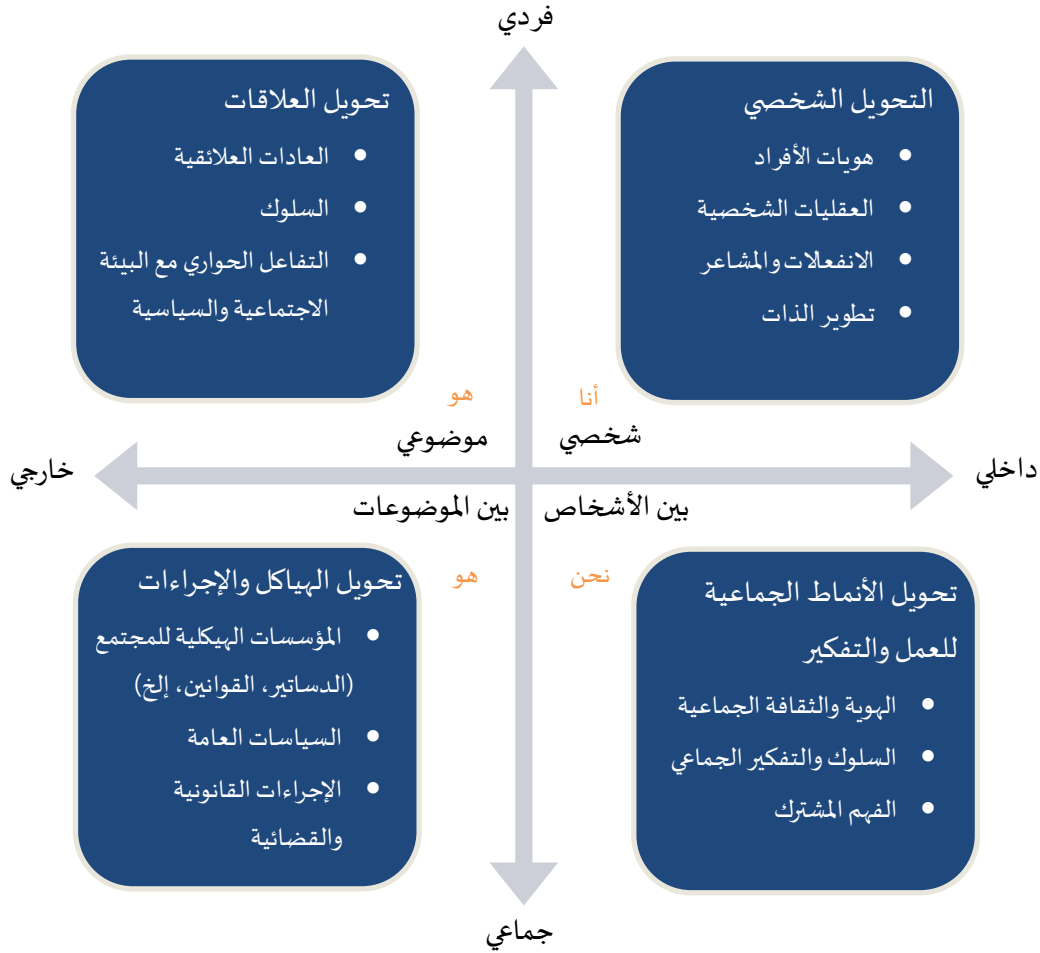 فردي
التحويل الشخصي
• هويات الأفراد
• العقليات الشخصية
• الانفعالات والمشاعر
• تطوير الذات
تحويل العلاقات
• العادات العلائقية
• السلوك
• التفاعل الحواري مع البيئة
الاجتماعية والسياسية
أنا
هو
شخصي
موضوعي
داخلي
خارجي
بين الأشخاص
بين الموضوعات
نحن
هو
تحويل الأنماط الجماعية
للعمل والتفكير
• الهوية والثقافة الجماعية
• السلوك والتفكير الجماعي
• الفهم المشترك
تحويل الهياكل والإجراءات
• المؤسسات الهيكلية للمجتمع
(الدساتير، القوانين، إلخ)
• السياسات العامة
• الإجراءات القانونية
والقضائية
جماعي